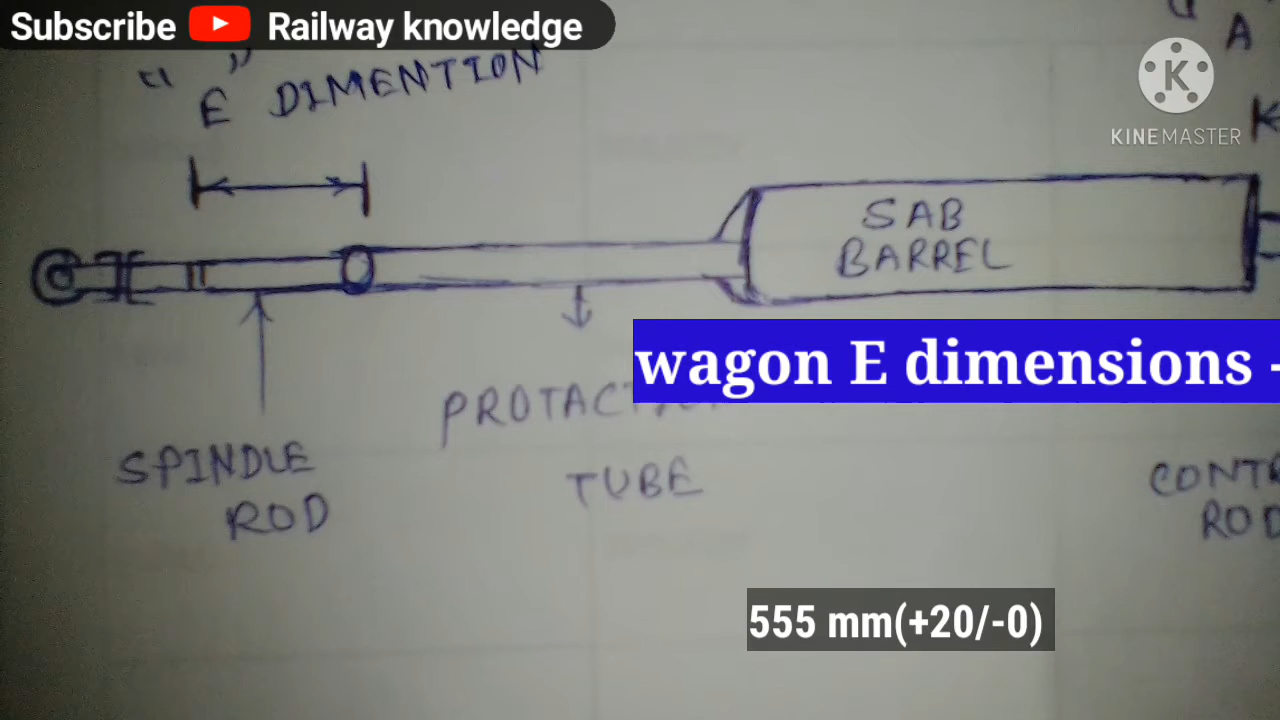 Subscribe Railway knowledge
" E " DIMENTION
A
K
KINEMASTER
SAB
BARREL
wagon E dimensions -
SPINDLE
ROD
TUBE
555 mm(+20/-0)